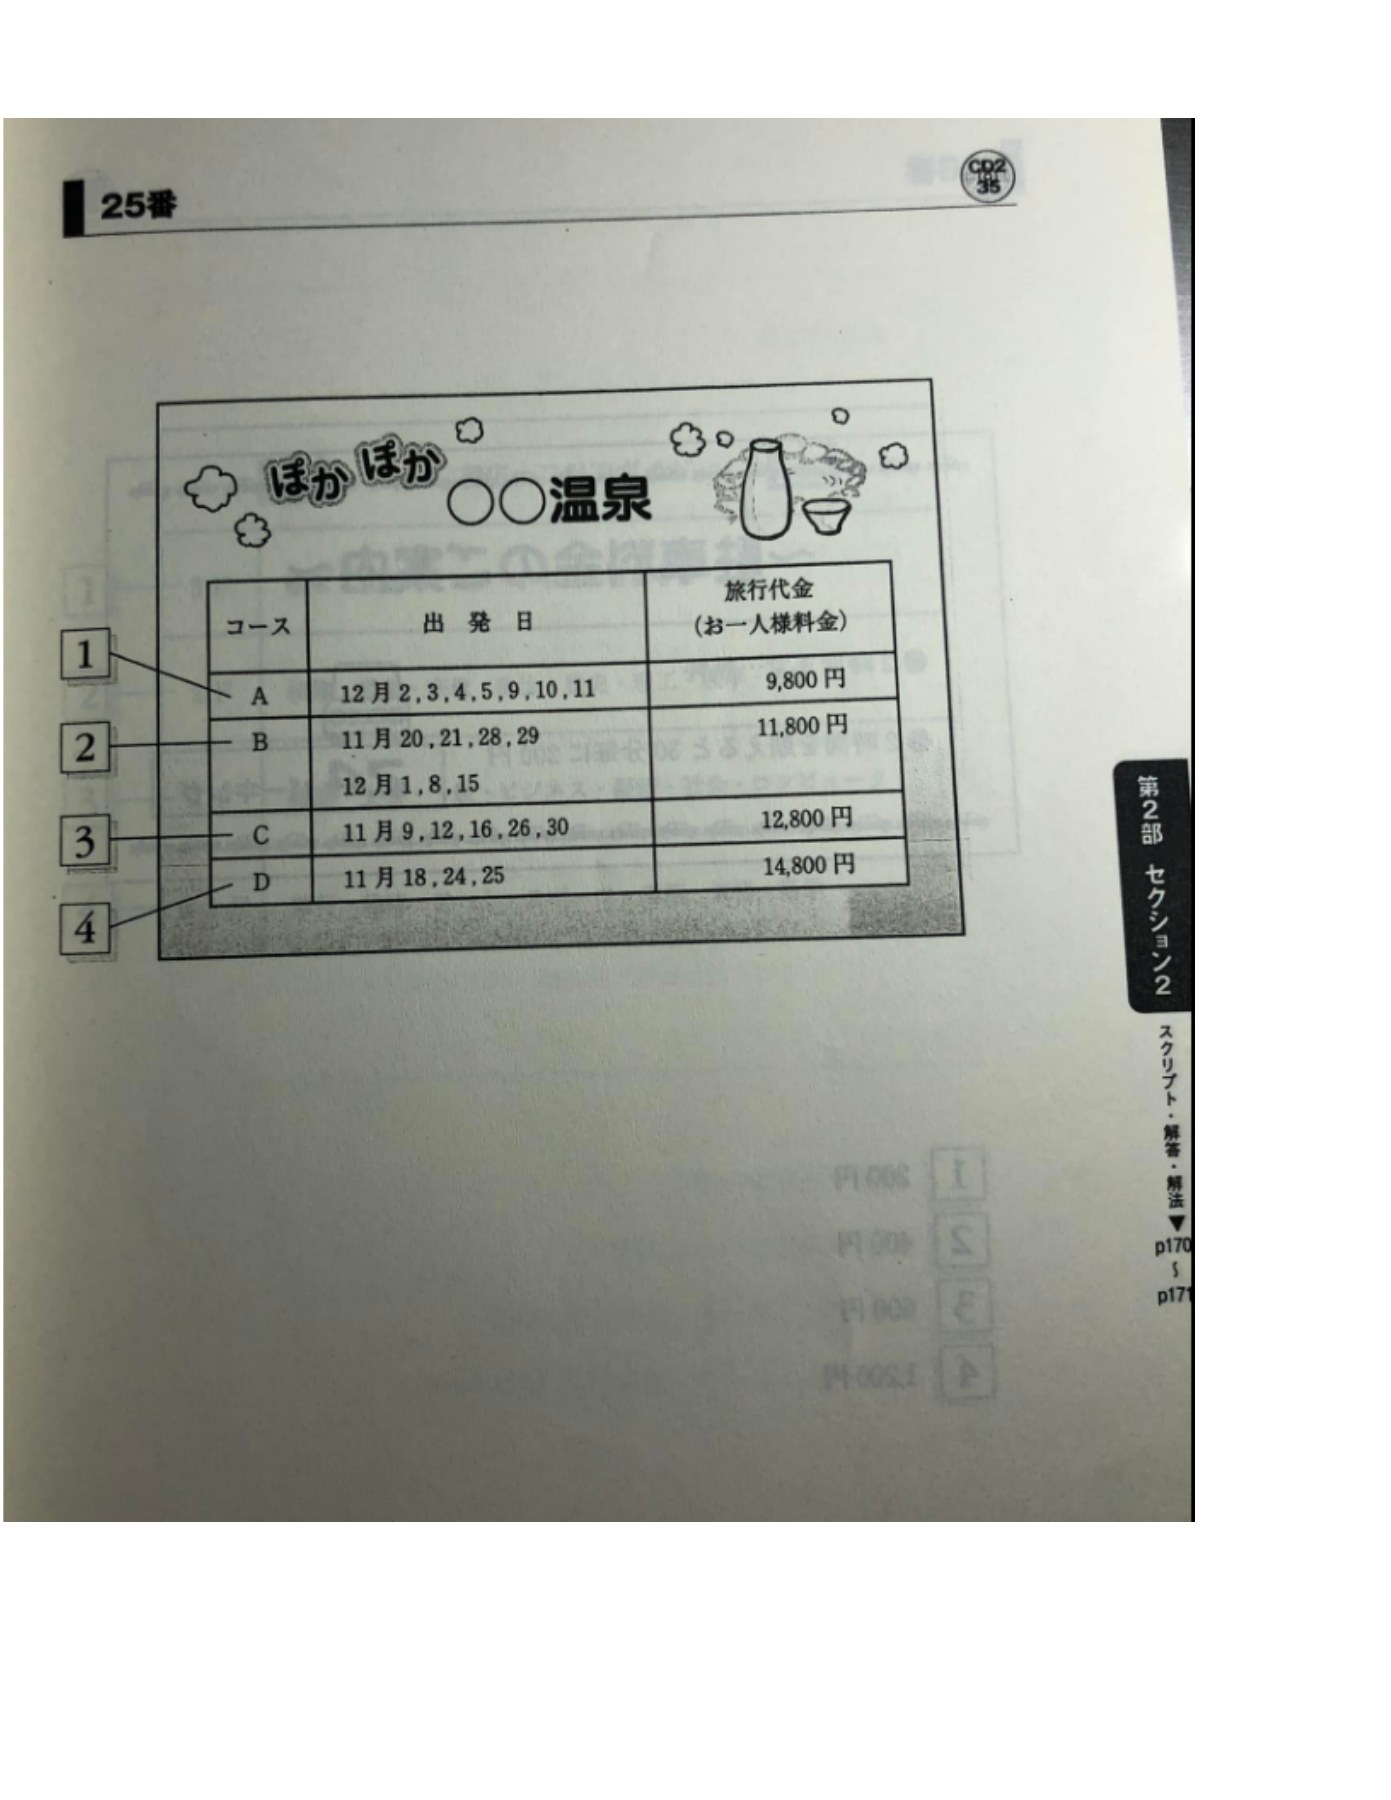 25番
CD2
35
ぽかぽか
○○温泉
コース 出発日 旅行代金
(お一人様料金)
1 A 12月2,3,4,5,9,10,11 9,800円
2 B 11月20,21,28,29 11,800円
12月1,8,15
3 C 11月9,12,16,26,30 12,800円
4 D 11月18,24,25 14,800円
第2部 セクション2
スクリプト・解答・解法▼
p170
~
p171